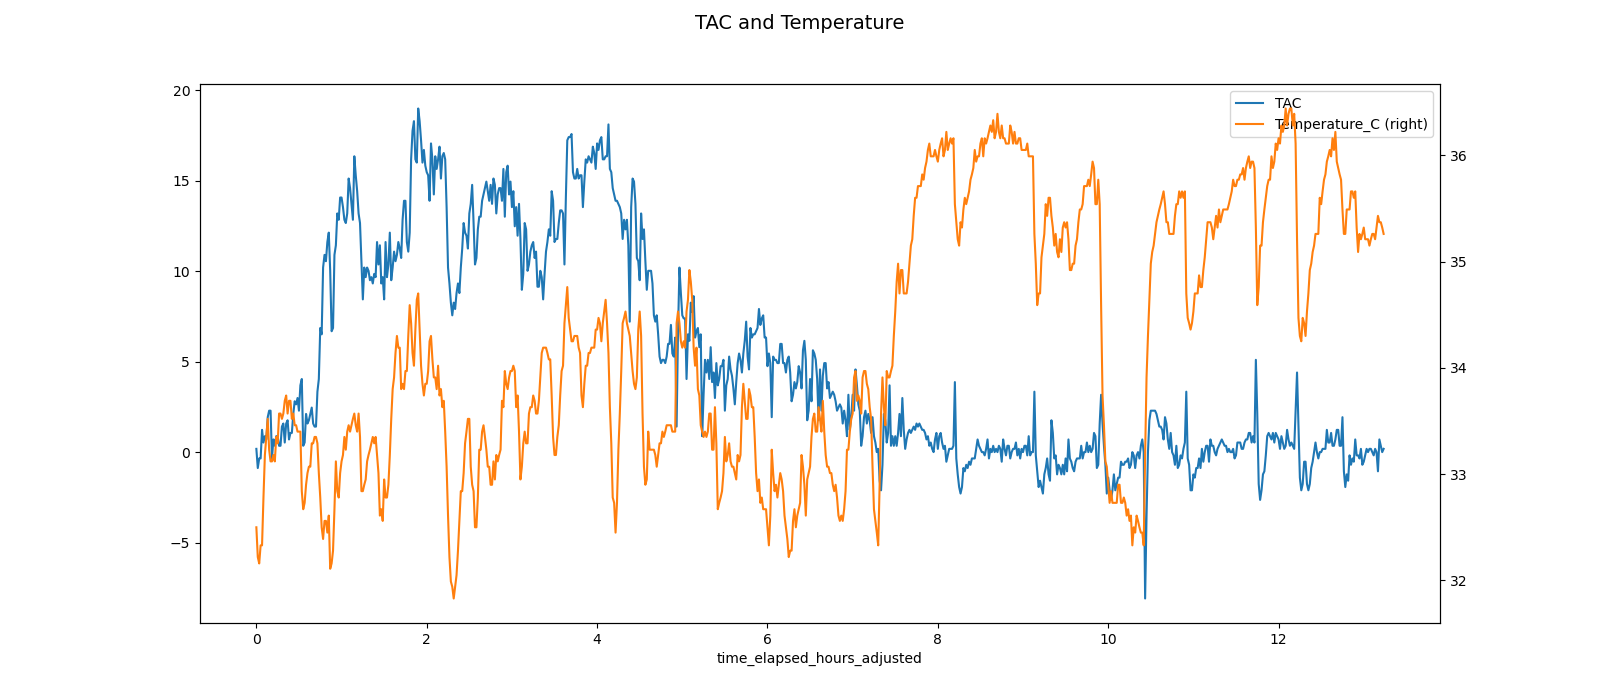 TAC and Temperature
TAC
Temperature_C (right)
20
15
10
5
0
−5
36
35
34
33
32
0 2 4 6 8 10 12
time_elapsed_hours_adjusted